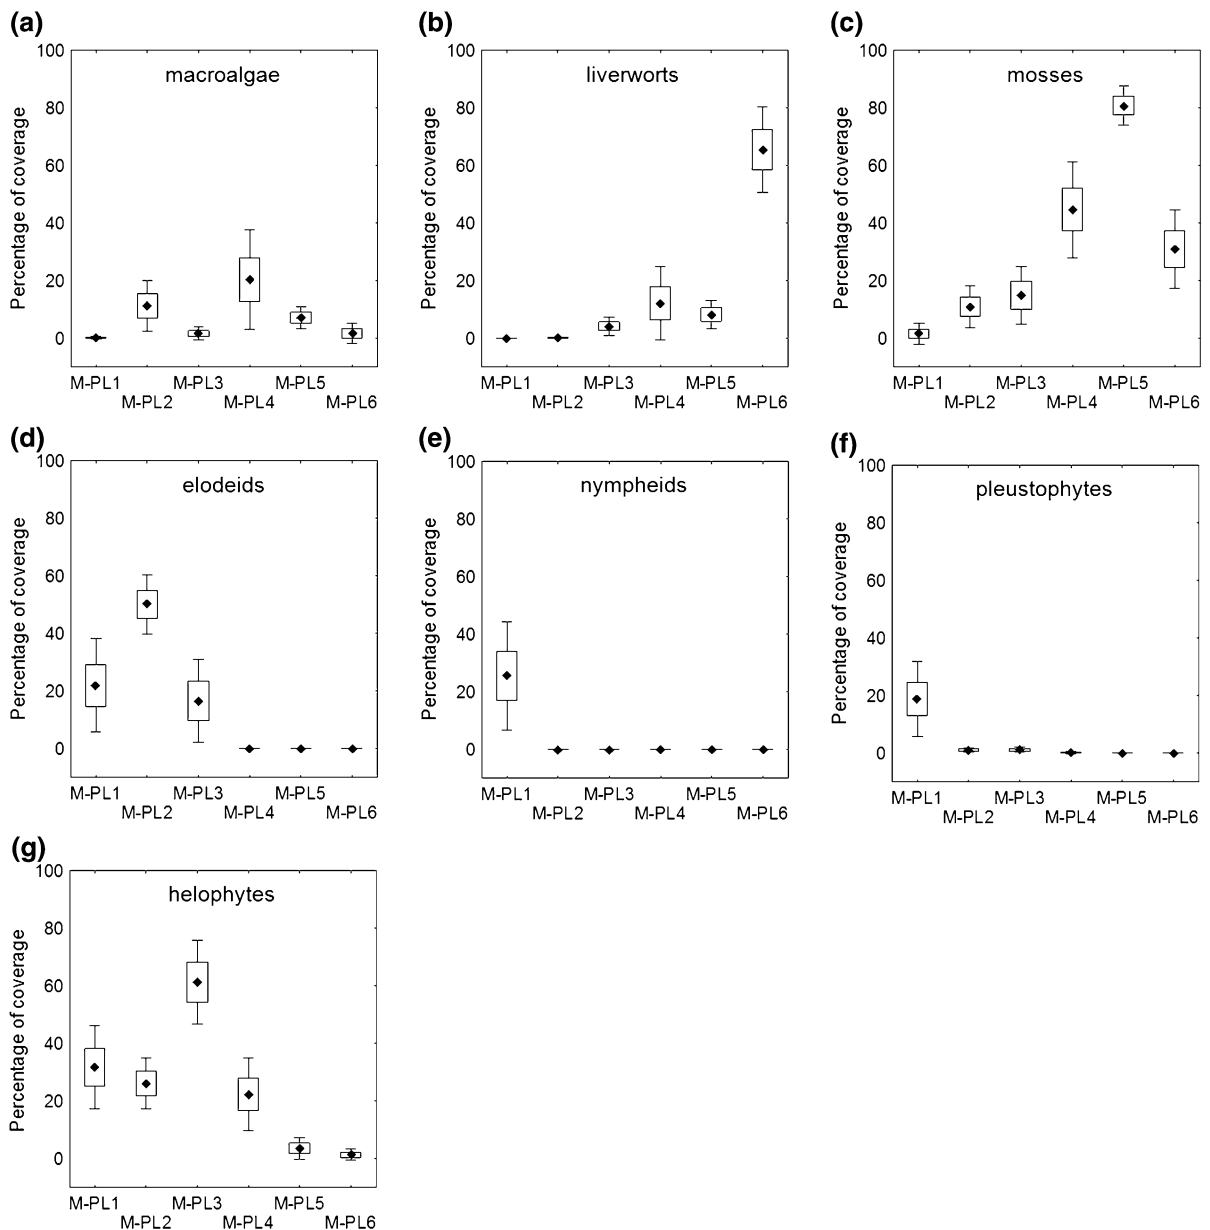 (a)
macroalgae
Percentage of coverage
100
80
60
40
20
0
M-PL1 M-PL3 M-PL5
M-PL2 M-PL4 M-PL6
(b)
liverworts
Percentage of coverage
100
80
60
40
20
0
M-PL1 M-PL3 M-PL5
M-PL2 M-PL4 M-PL6
(c)
mosses
Percentage of coverage
100
80
60
40
20
0
M-PL1 M-PL3 M-PL5
M-PL2 M-PL4 M-PL6
(d)
elodeids
Percentage of coverage
100
80
60
40
20
0
M-PL1 M-PL3 M-PL5
M-PL2 M-PL4 M-PL6
(e)
nympheids
Percentage of coverage
100
80
60
40
20
0
M-PL1 M-PL3 M-PL5
M-PL2 M-PL4 M-PL6
(f)
pleustophytes
Percentage of coverage
100
80
60
40
20
0
M-PL1 M-PL3 M-PL5
M-PL2 M-PL4 M-PL6
(g)
helophytes
Percentage of coverage
100
80
60
40
20
0
M-PL1 M-PL3 M-PL5
M-PL2 M-PL4 M-PL6